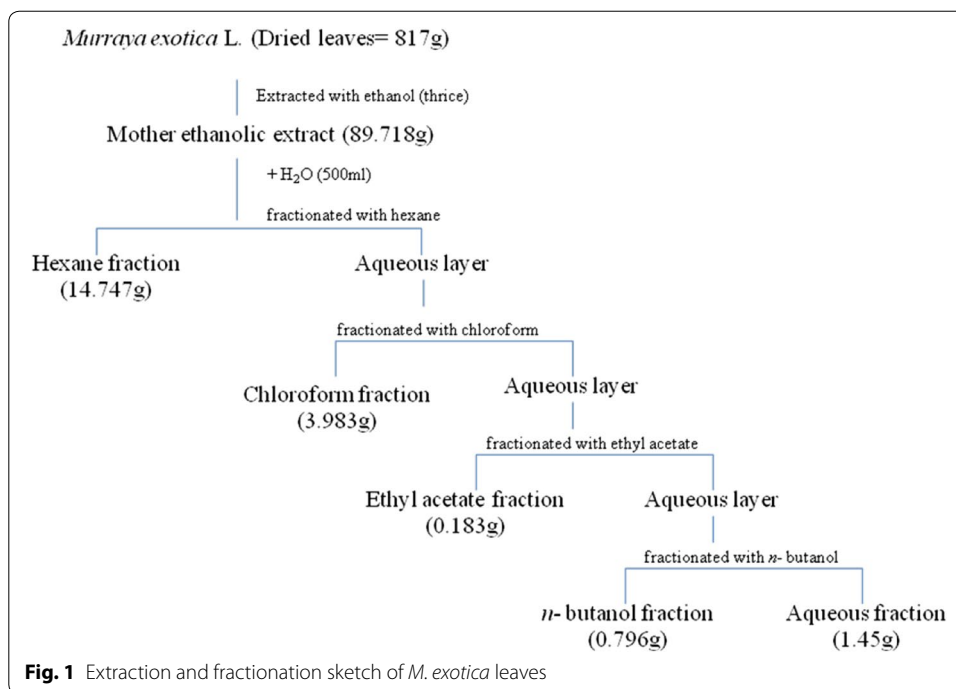 Murraya exotica L. (Dried leaves= 817g)
Extracted with ethanol (thrice)
Mother ethanolic extract (89.718g)
+H₂O (500ml)
fractionated with hexane
Hexane fraction
(14.747g)
Aqueous layer
fractionated with chloroform
Chloroform fraction
(3.983g)
Aqueous layer
fractionated with ethyl acetate
Ethyl acetate fraction
(0.183g)
Aqueous layer
fractionated with n- butanol
n- butanol fraction
(0.796g)
Aqueous fraction
(1.45g)
Fig. 1 Extraction and fractionation sketch of M. exotica leaves